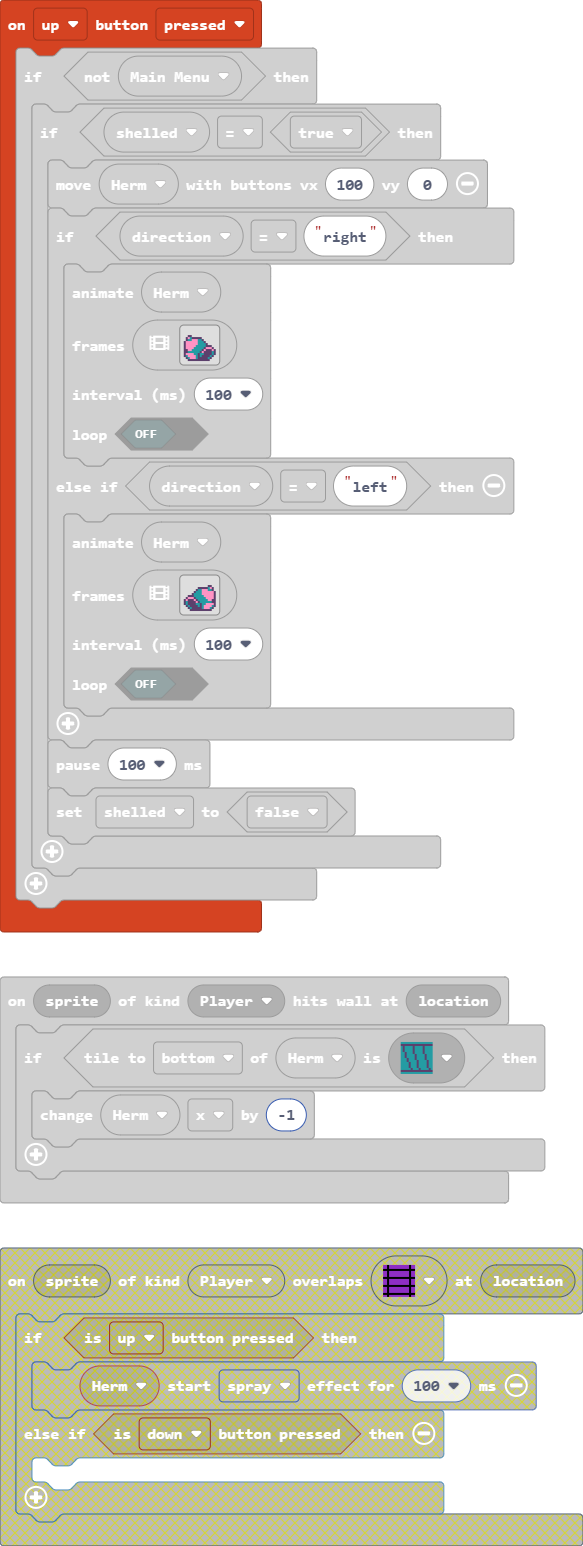 on up button pressed
if not Main Menu then
if shelled = true then
move Herm with buttons vx 100 vy 0
if direction = "right" then
animate Herm
frames
interval (ms) 100
loop OFF
else if direction = "left" then
animate Herm
frames
interval (ms) 100
loop OFF
pause 100 ms
set shelled to false
on sprite of kind Player hits wall at location
if tile to bottom of Herm is then
change Herm x by -1
on sprite of kind Player overlaps at location
if is up button pressed then
Herm start spray effect for 100 ms
else if is down button pressed then